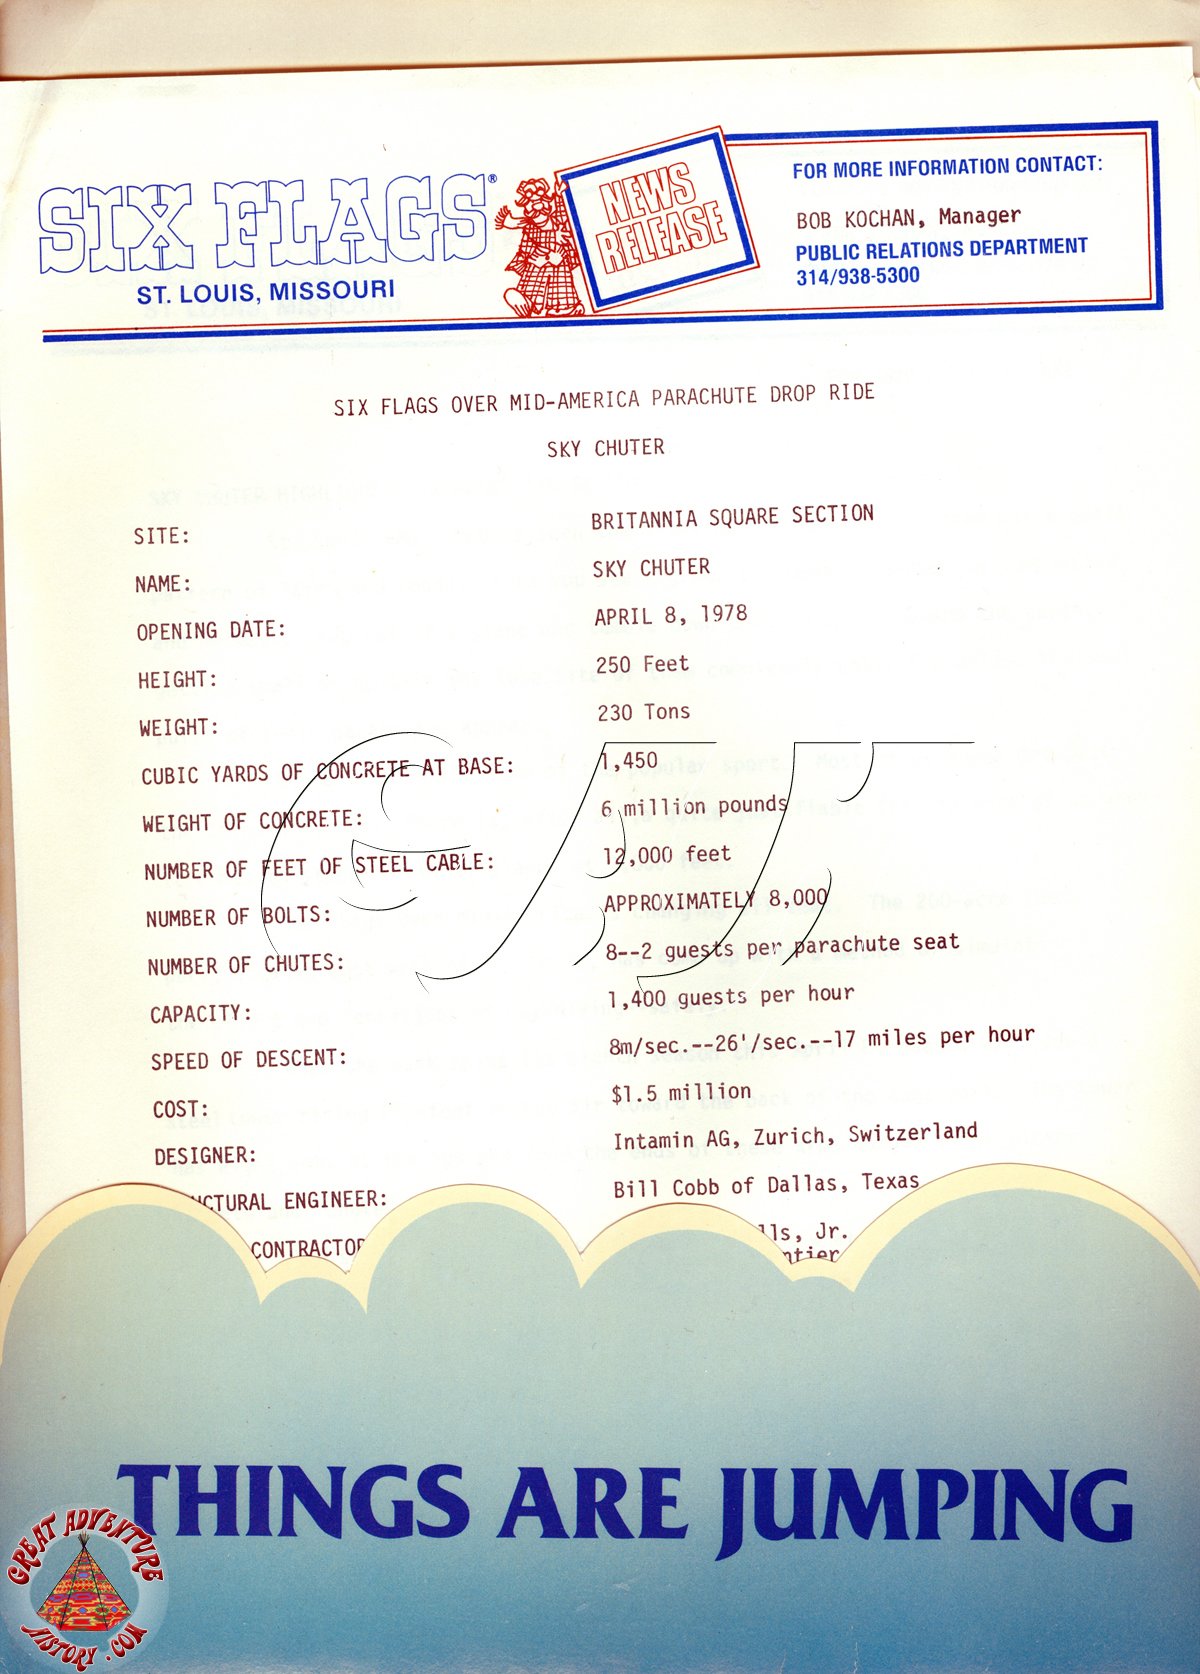 SIX FLAGS®
ST. LOUIS, MISSOURI
NEWS
RELEASE
FOR MORE INFORMATION CONTACT:
BOB KOCHAN, Manager
PUBLIC RELATIONS DEPARTMENT
314/938-5300
SIX FLAGS OVER MID-AMERICA PARACHUTE DROP RIDE
SKY CHUTER
SITE: BRITANNIA SQUARE SECTION
NAME: SKY CHUTER
OPENING DATE: APRIL 8, 1978
HEIGHT: 250 Feet
WEIGHT: 230 Tons
CUBIC YARDS OF CONCRETE AT BASE: 1,450
WEIGHT OF CONCRETE: 6 million pounds
NUMBER OF FEET OF STEEL CABLE: 12,000 feet
NUMBER OF BOLTS: APPROXIMATELY 8,000
NUMBER OF CHUTES: 8--2 guests per parachute seat
CAPACITY: 1,400 guests per hour
SPEED OF DESCENT: 8m/sec.--26'/sec.--17 miles per hour
COST: $1.5 million
DESIGNER: Intamin AG, Zurich, Switzerland
UCTURAL ENGINEER: Bill Cobb of Dallas, Texas
CONTRACTOR lls, Jr.
ntier
THINGS ARE JUMPING
GREAT ADVENTURE
HISTORY.COM